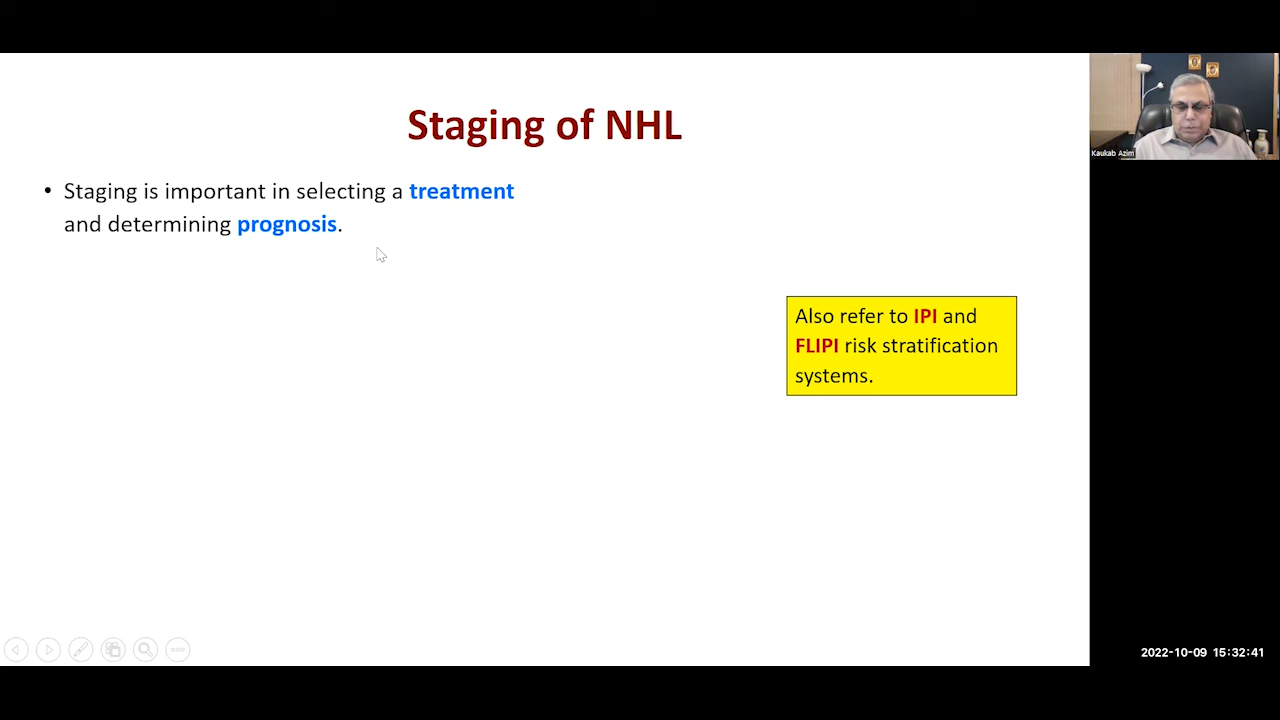 Staging of NHL
• Staging is important in selecting a treatment
and determining prognosis.
Also refer to IPI and
FLIPI risk stratification
systems.
Kaukab Azim
2022-10-09 15:32:41